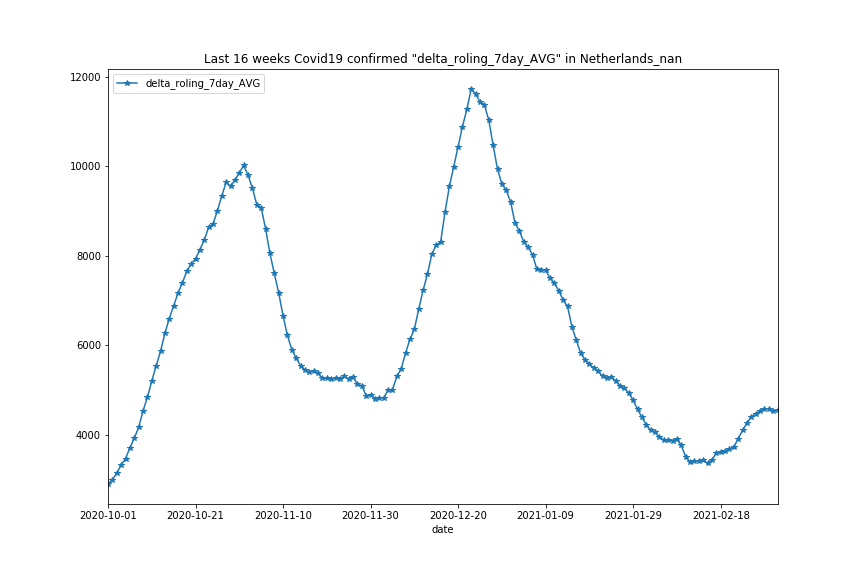 Last 16 weeks Covid19 confirmed "delta_roling_7day_AVG" in Netherlands_nan
delta_roling_7day_AVG
12000
10000
8000
6000
4000
2020-10-01 2020-10-21 2020-11-10 2020-11-30 2020-12-20 2021-01-09 2021-01-29 2021-02-18
date